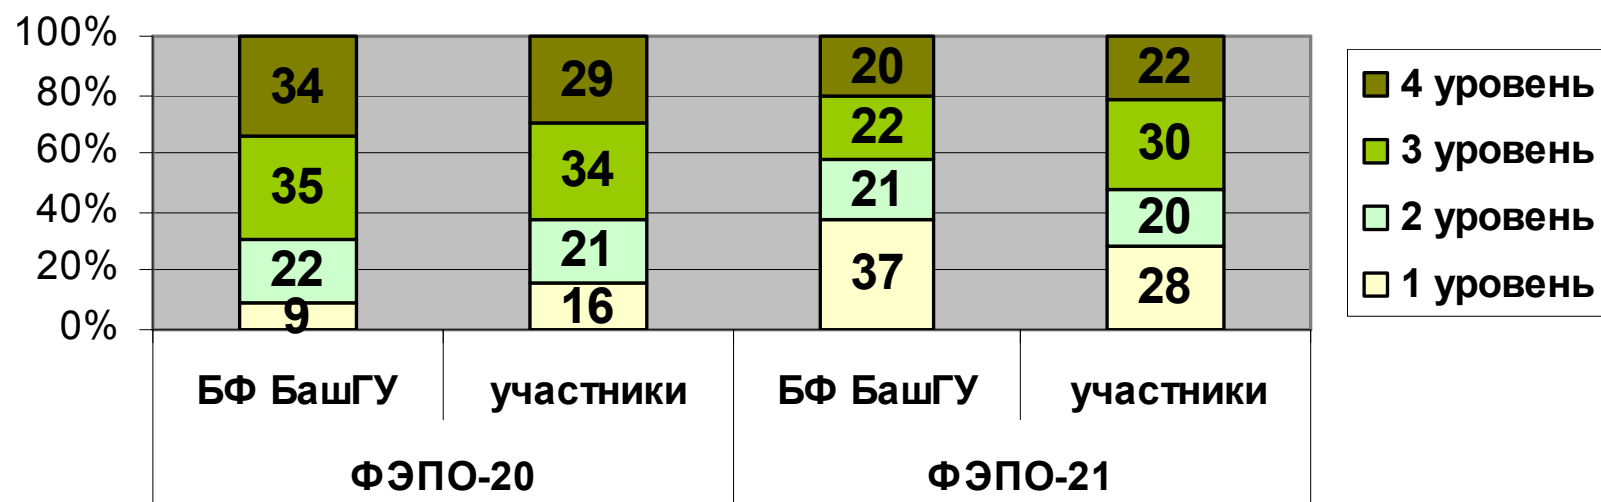 100%
80%
60%
40%
20%
0%
34
35
22
9
29
34
21
16
20
22
21
37
22
30
20
28
БФ БашГУ
участники
БФ БашГУ
участники
ФЭПО-20
ФЭПО-21
4 уровень
3 уровень
2 уровень
1 уровень